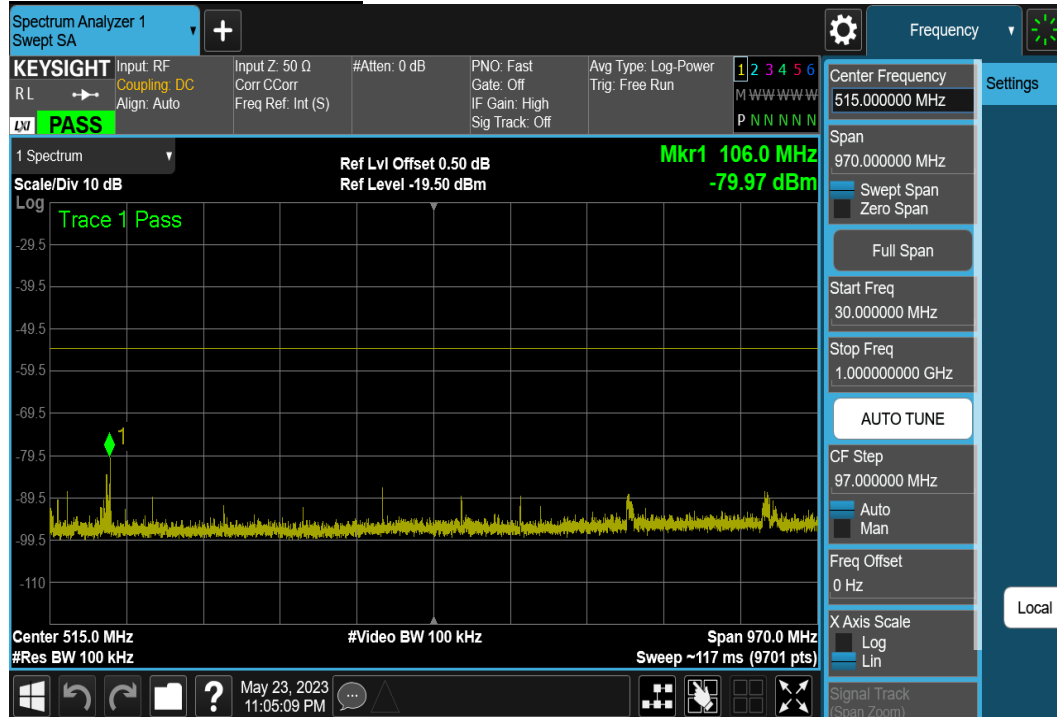 Spectrum Analyzer 1
Swept SA
+
Frequency
KEYSIGHT
R L
LXI
PASS
Input: RF
Coupling: DC
Align: Auto
Input Z: 50 Ω
Corr CCorr
Freq Ref: Int (S)
#Atten: 0 dB
PNO: Fast
Gate: Off
IF Gain: High
Sig Track: Off
Avg Type: Log-Power
Trig: Free Run
1 2 3 4 5 6
M W W W W W
P N N N N N
1 Spectrum
Scale/Div 10 dB
Ref Lvl Offset 0.50 dB
Ref Level -19.50 dBm
Mkr1 106.0 MHz
-79.97 dBm
Log
Trace 1 Pass
-29.5
-39.5
-49.5
-59.5
-69.5
1
-79.5
-89.5
-99.5
-110
Center 515.0 MHz
#Video BW 100 kHz
Span 970.0 MHz
#Res BW 100 kHz
Sweep ~117 ms (9701 pts)
?
May 23, 2023
11:05:09 PM
Center Frequency
515.000000 MHz
Settings
Span
970.000000 MHz
Swept Span
Zero Span
Full Span
Start Freq
30.000000 MHz
Stop Freq
1.000000000 GHz
AUTO TUNE
CF Step
97.000000 MHz
Auto
Man
Freq Offset
0 Hz
Local
X Axis Scale
Log
Lin
Signal Track
(Span Zoom)